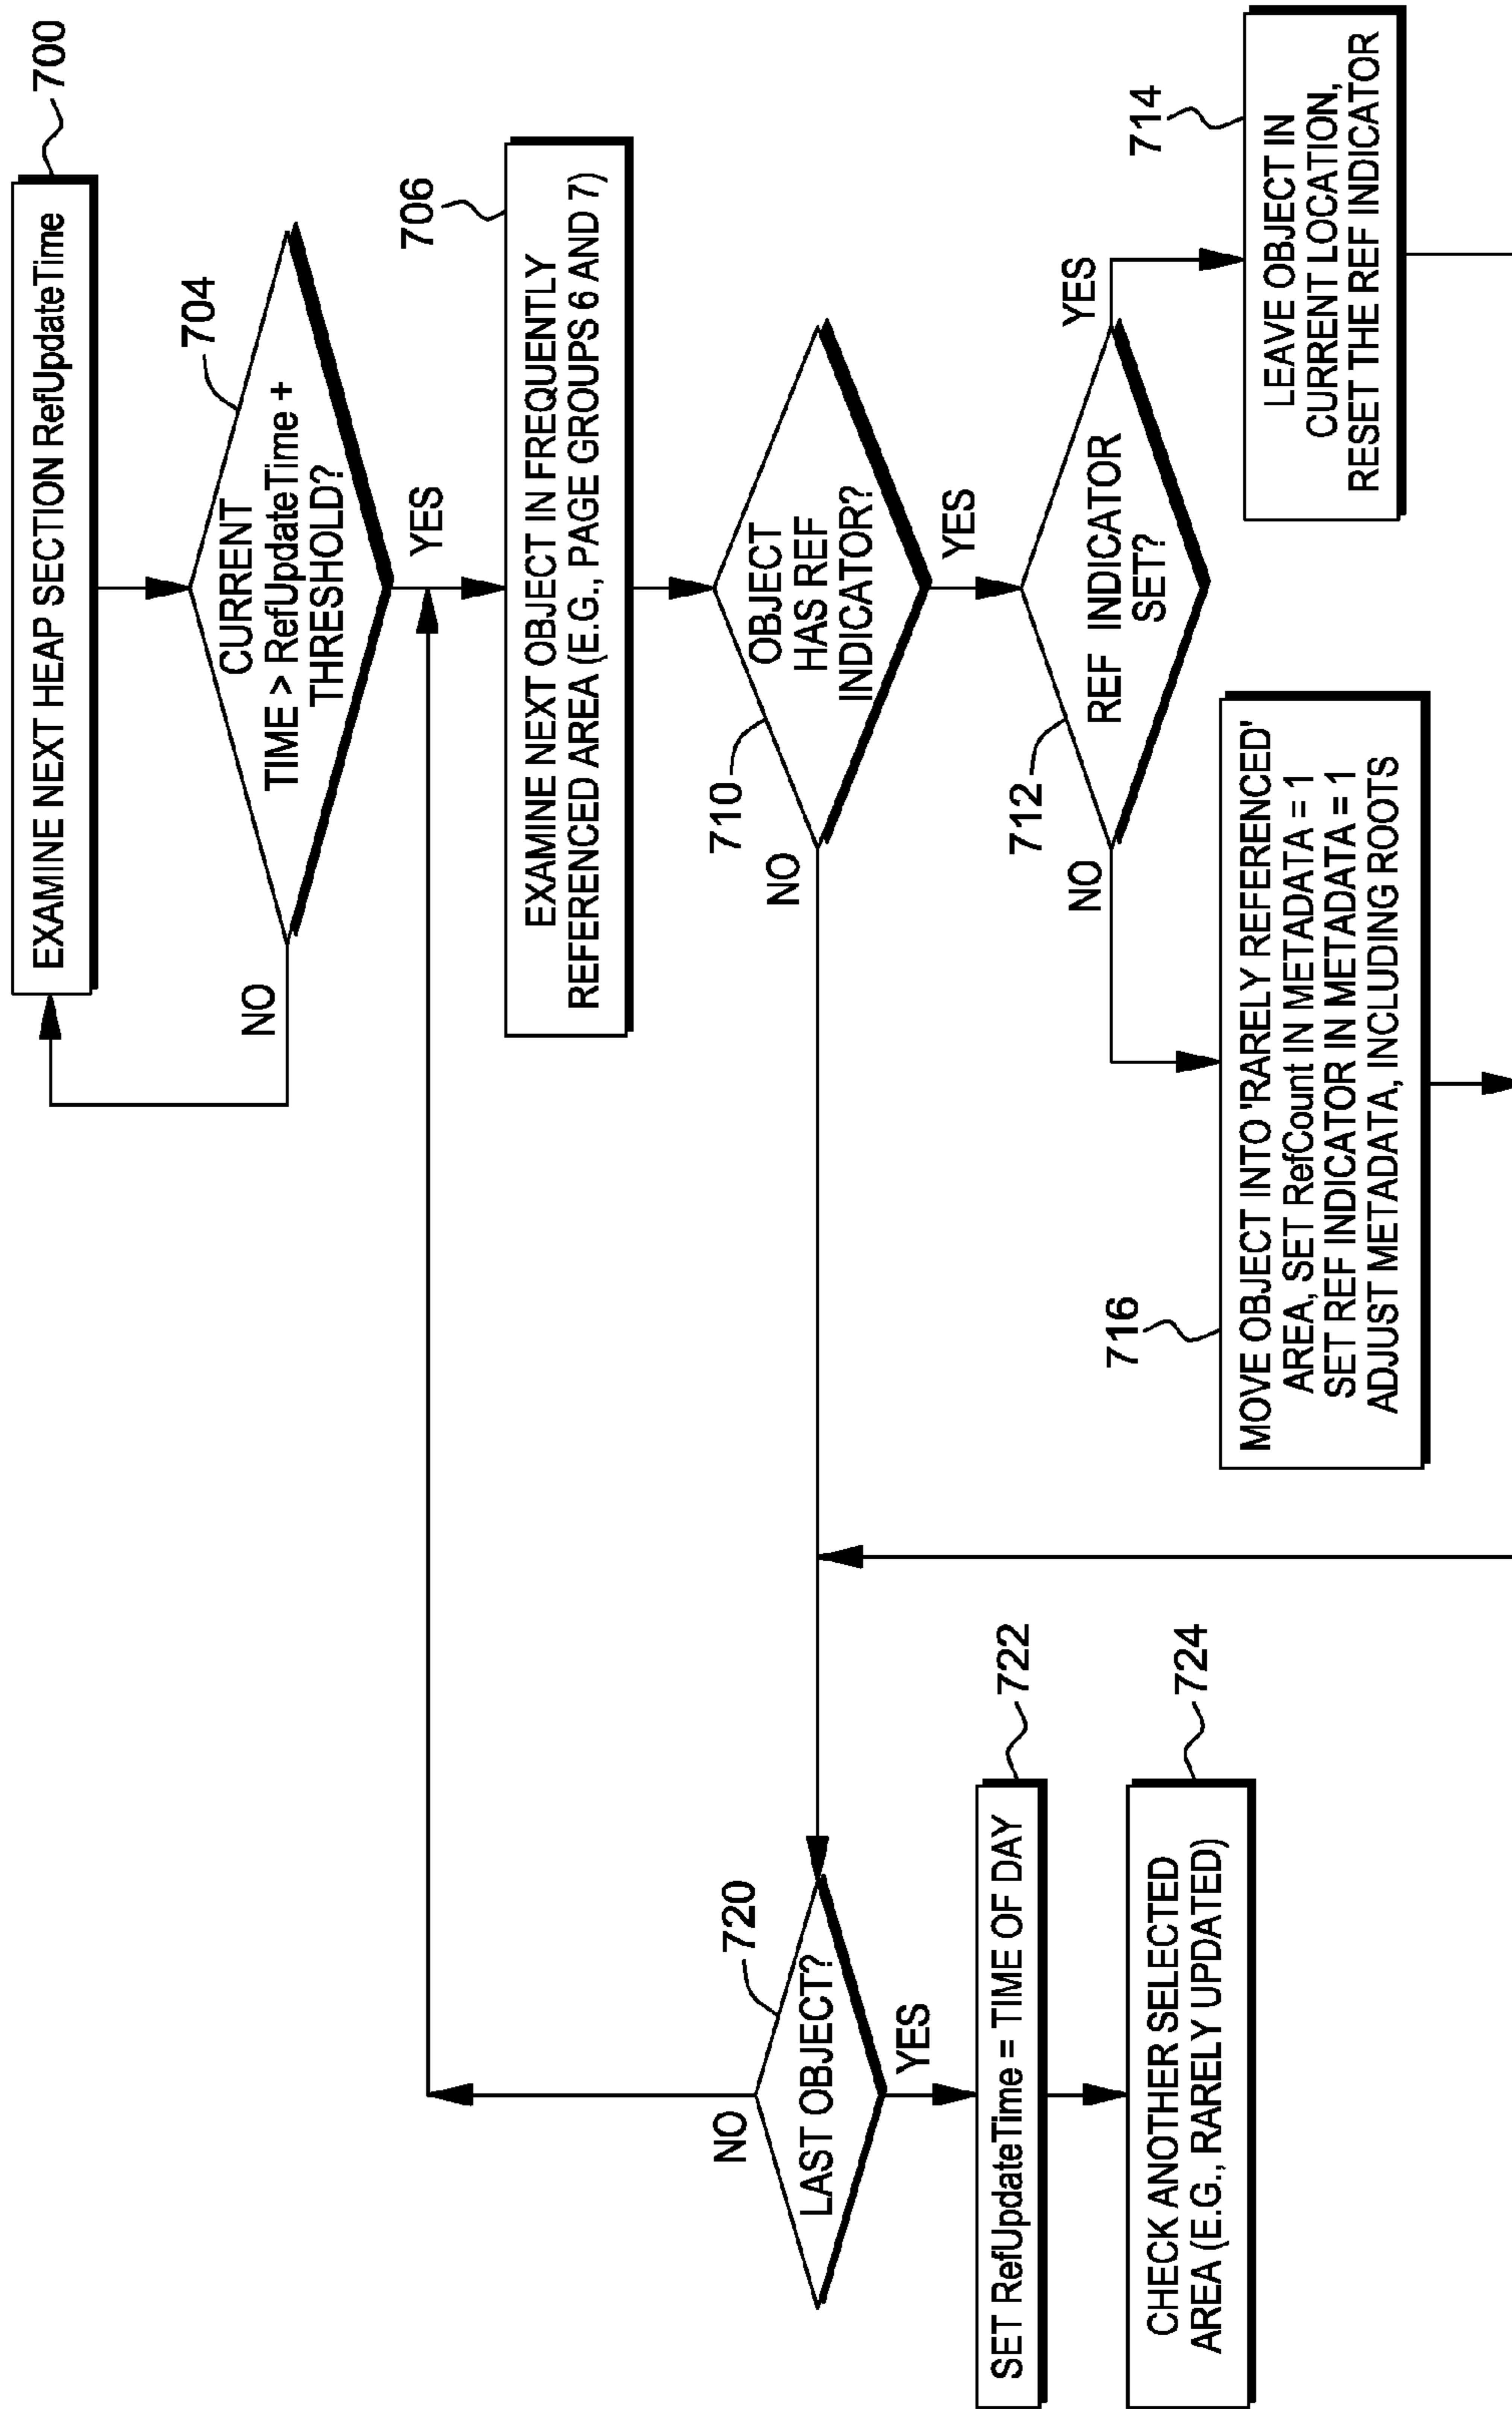 EXAMINE NEXT HEAP SECTION RefUpdateTime
700
CURRENT
TIME > RefUpdateTime +
THRESHOLD?
704
NO
YES
EXAMINE NEXT OBJECT IN FREQUENTLY
REFERENCED AREA (E.G., PAGE GROUPS 6 AND 7)
706
OBJECT
HAS REF
INDICATOR?
710
NO
YES
REF INDICATOR
SET?
712
NO
YES
LEAVE OBJECT IN
CURRENT LOCATION,
RESET THE REF INDICATOR
714
MOVE OBJECT INTO 'RARELY REFERENCED'
AREA, SET RefCount IN METADATA = 1
SET REF INDICATOR IN METADATA = 1
ADJUST METADATA, INCLUDING ROOTS
716
LAST OBJECT?
720
NO
YES
SET RefUpdateTime = TIME OF DAY
722
CHECK ANOTHER SELECTED
AREA (E.G., RARELY UPDATED)
724